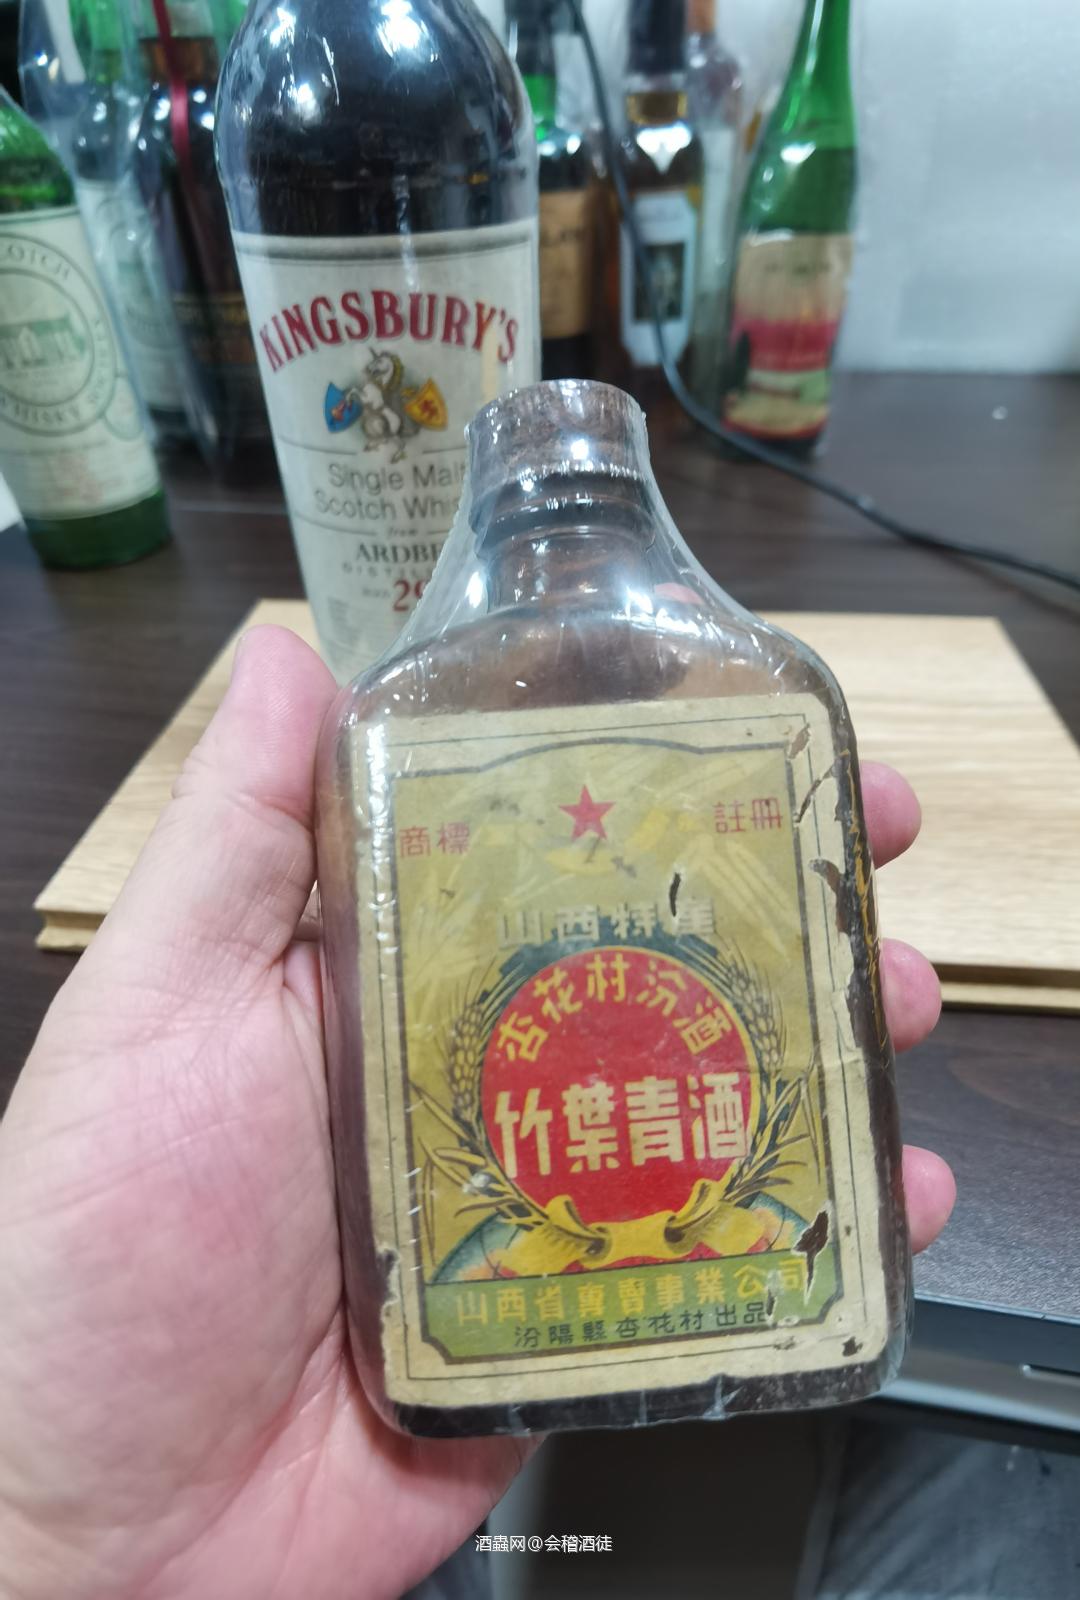 KINGSBURY'S
Single Malt
Scotch Whis
from
ARDBE
DISTILL
29
商標
註冊
山西特產
杏花村汾酒
竹葉青酒
山西省專賣事業公司
汾陽縣杏花村出品
酒蟲网@会稽酒徒